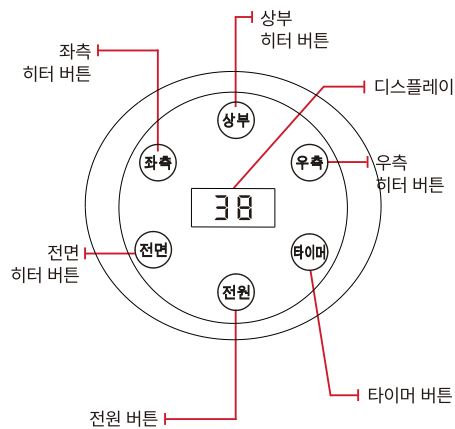 상부
히터 버튼
좌측
히터 버튼
디스플레이
상부
좌측
우측
우측
히터 버튼
38
전면
히터 버튼
전면
타이머
전원
타이머 버튼
전원 버튼